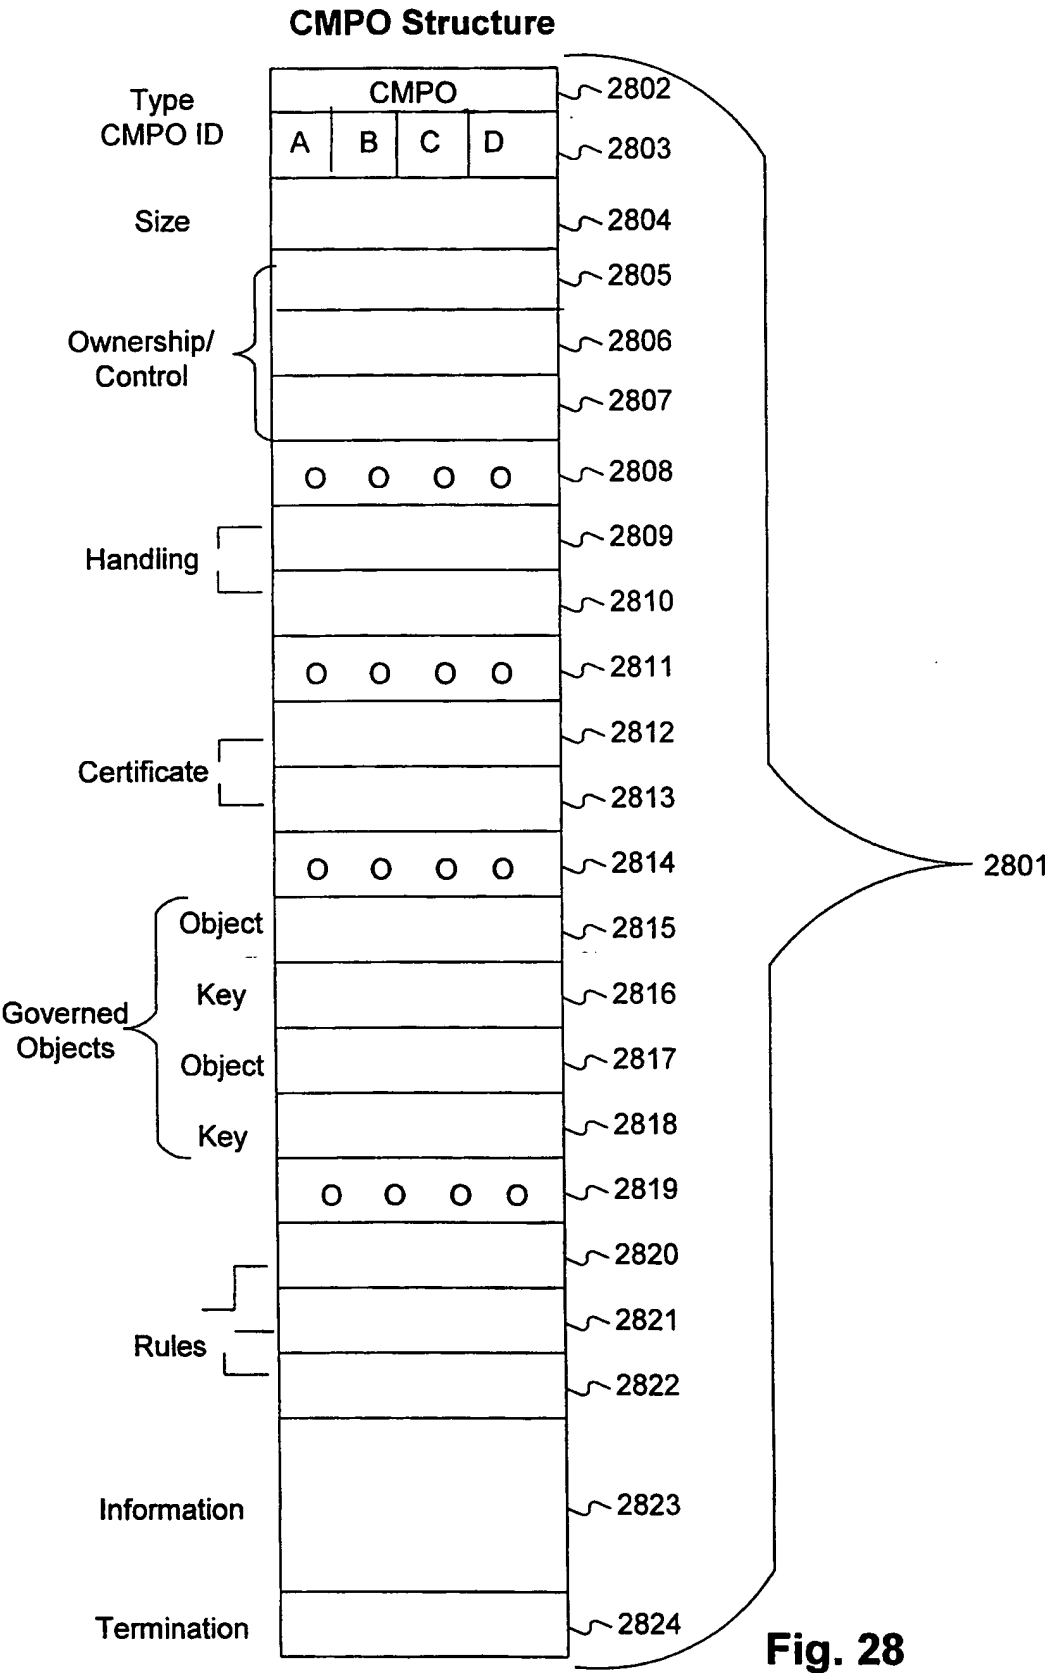 CMPO Structure
CMPO
2802
Type
CMPO ID
A B C D
2803
Size
2804
2805
Ownership/
Control
2806
2807
O O O O
2808
Handling
2809
2810
O O O O
2811
Certificate
2812
2813
O O O O
2814
2801
Governed
Objects
Object
2815
Key
2816
Object
2817
Key
2818
O O O O
2819
Rules
2820
2821
2822
Information
2823
Termination
2824
Fig. 28